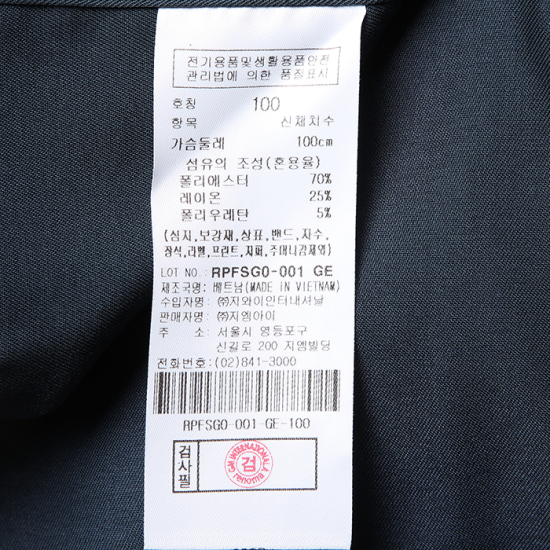 전기용품및생활용품안전
관리법에 의한 품질표시
호칭 100
항목 신체치수
가슴둘레 100cm
섬유의 조성(혼용율)
폴리에스터 70%
레이온 25%
폴리우레탄 5%
(심지,보강재,상표,밴드,자수,
장식,라벨,프린트,지퍼,주머니감제외)
LOT NO.: RPFSG0-001 GE
제조국명: 베트남(MADE IN VIETNAM)
수입자명: ㈜지와이인터내셔날
판매자명: ㈜지엠아이
주 소: 서울시 영등포구
신길로 200 지엠빌딩
전화번호: (02)841-3000
RPFSG0-001-GE-100
검사필
검
renoma